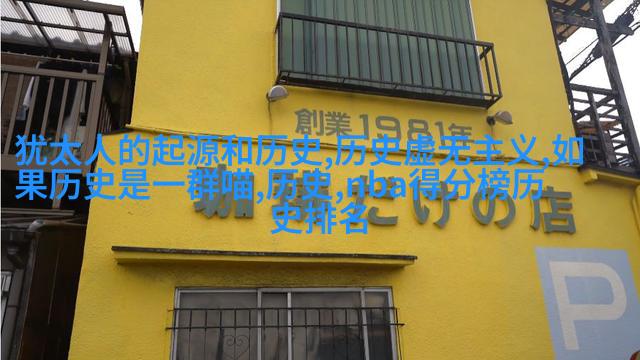 創業1981年
犹太人的起源和历史,历史虚无主义,如
果历史是一群喵,历史,nba得分榜历
史排名
だけの店
P